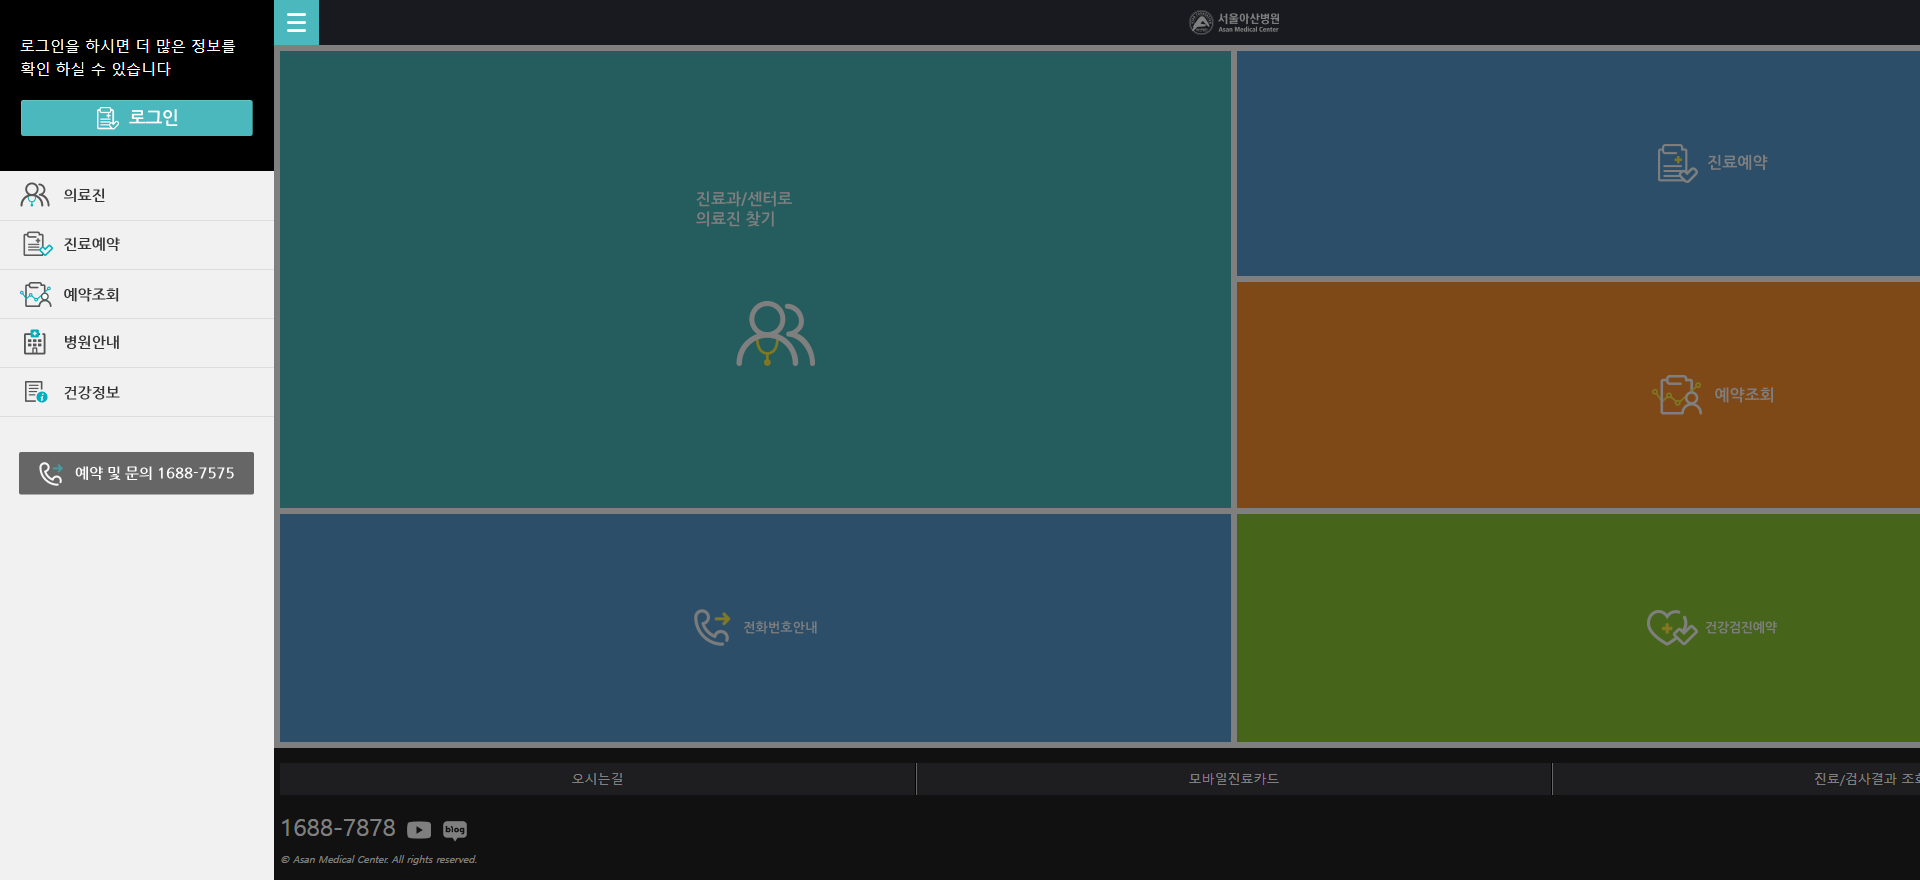 로그인을 하시면 더 많은 정보를
확인 하실 수 있습니다
로그인
의료진
진료예약
예약조회
병원안내
건강정보
예약 및 문의 1688-7575
서울아산병원
Asan Medical Center
진료과/센터로
의료진 찾기
진료예약
예약조회
전화번호안내
건강검진예약
오시는길
모바일진료카드
진료/검사결과
1688-7878
blog
© Asan Medical Center. All rights reserved.